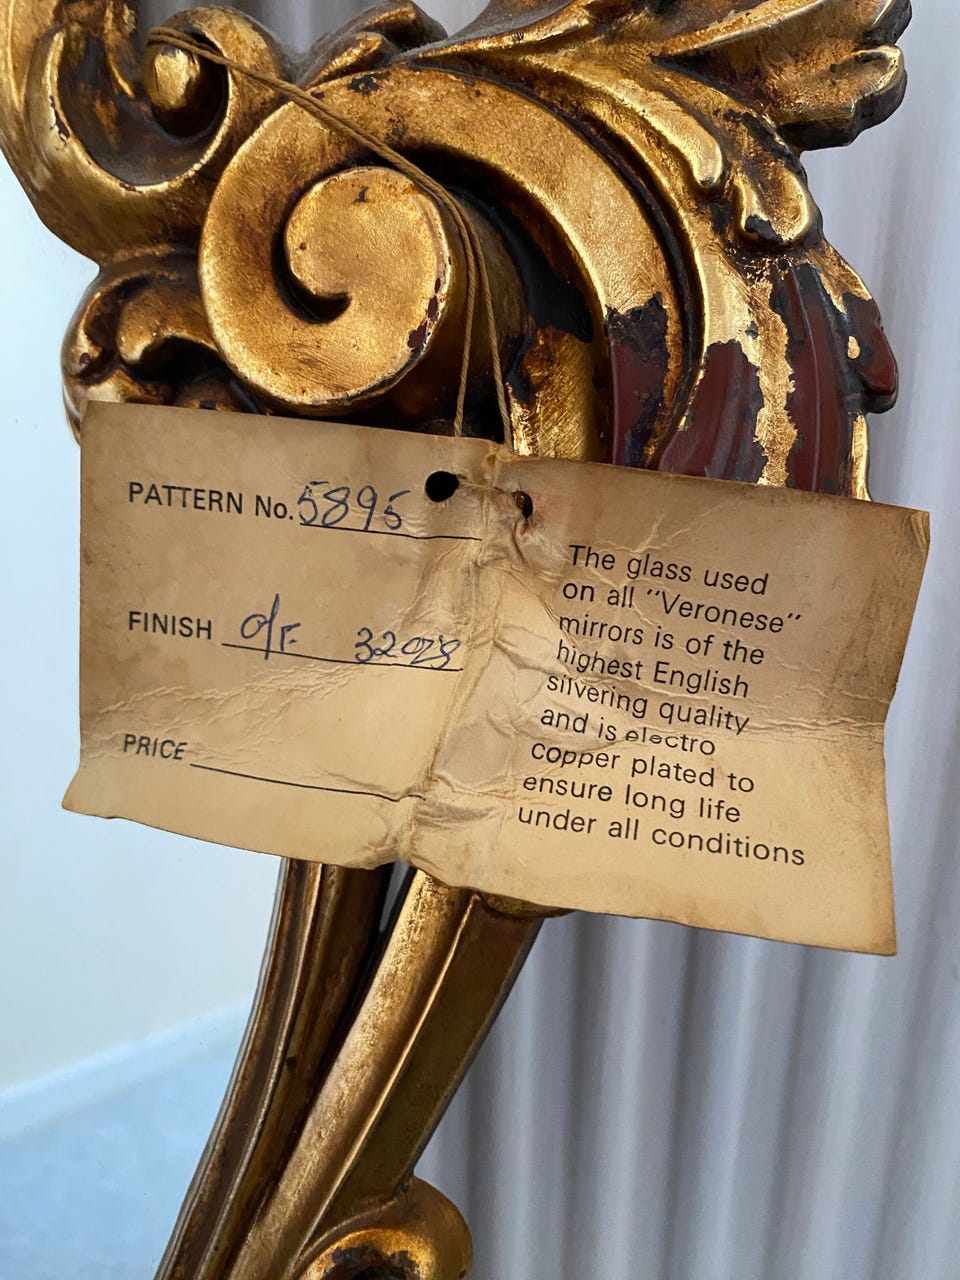 PATTERN No. 5895
FINISH O/F
PRICE
The glass used
on all "Veronese"
mirrors is of the
highest English
silvering quality
and is electro
copper plated to
ensure long life
under all conditions